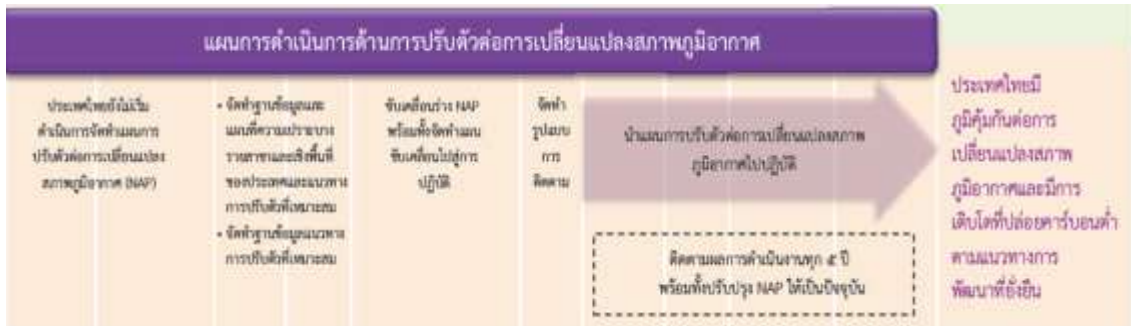 แผนการดำเนินการด้านการปรับตัวต่อการเปลี่ยนแปลงสภาพภูมิอากาศ
ประเทศไทยยังไม่เริ่ม
ดำเนินการจัดทำแผนการ
ปรับตัวต่อการเปลี่ยนแปลง
สภาพภูมิอากาศ (NAP)
• จัดทำฐานข้อมูลและ
แผนที่ความเปราะบาง
รายสาขาและเชิงพื้นที่
ของประเทศและแนวทาง
การปรับตัวที่เหมาะสม
• จัดทำฐานข้อมูลแนวทาง
การปรับตัวที่เหมาะสม
ขับเคลื่อนร่าง NAP
พร้อมทั้งจัดทำแผน
ขับเคลื่อนไปสู่การ
ปฏิบัติ
จัดทำ
รูปแบบ
การ
ติดตาม
นำแผนการปรับตัวต่อการเปลี่ยนแปลงสภาพ
ภูมิอากาศไปปฏิบัติ
ติดตามผลการดำเนินงานทุก ๕ ปี
พร้อมทั้งปรับปรุง NAP ให้เป็นปัจจุบัน
ประเทศไทยมี
ภูมิคุ้มกันต่อการ
เปลี่ยนแปลงสภาพ
ภูมิอากาศและมีการ
เติบโตที่ปล่อยคาร์บอนต่ำ
ตามแนวทางการ
พัฒนาที่ยั่งยืน